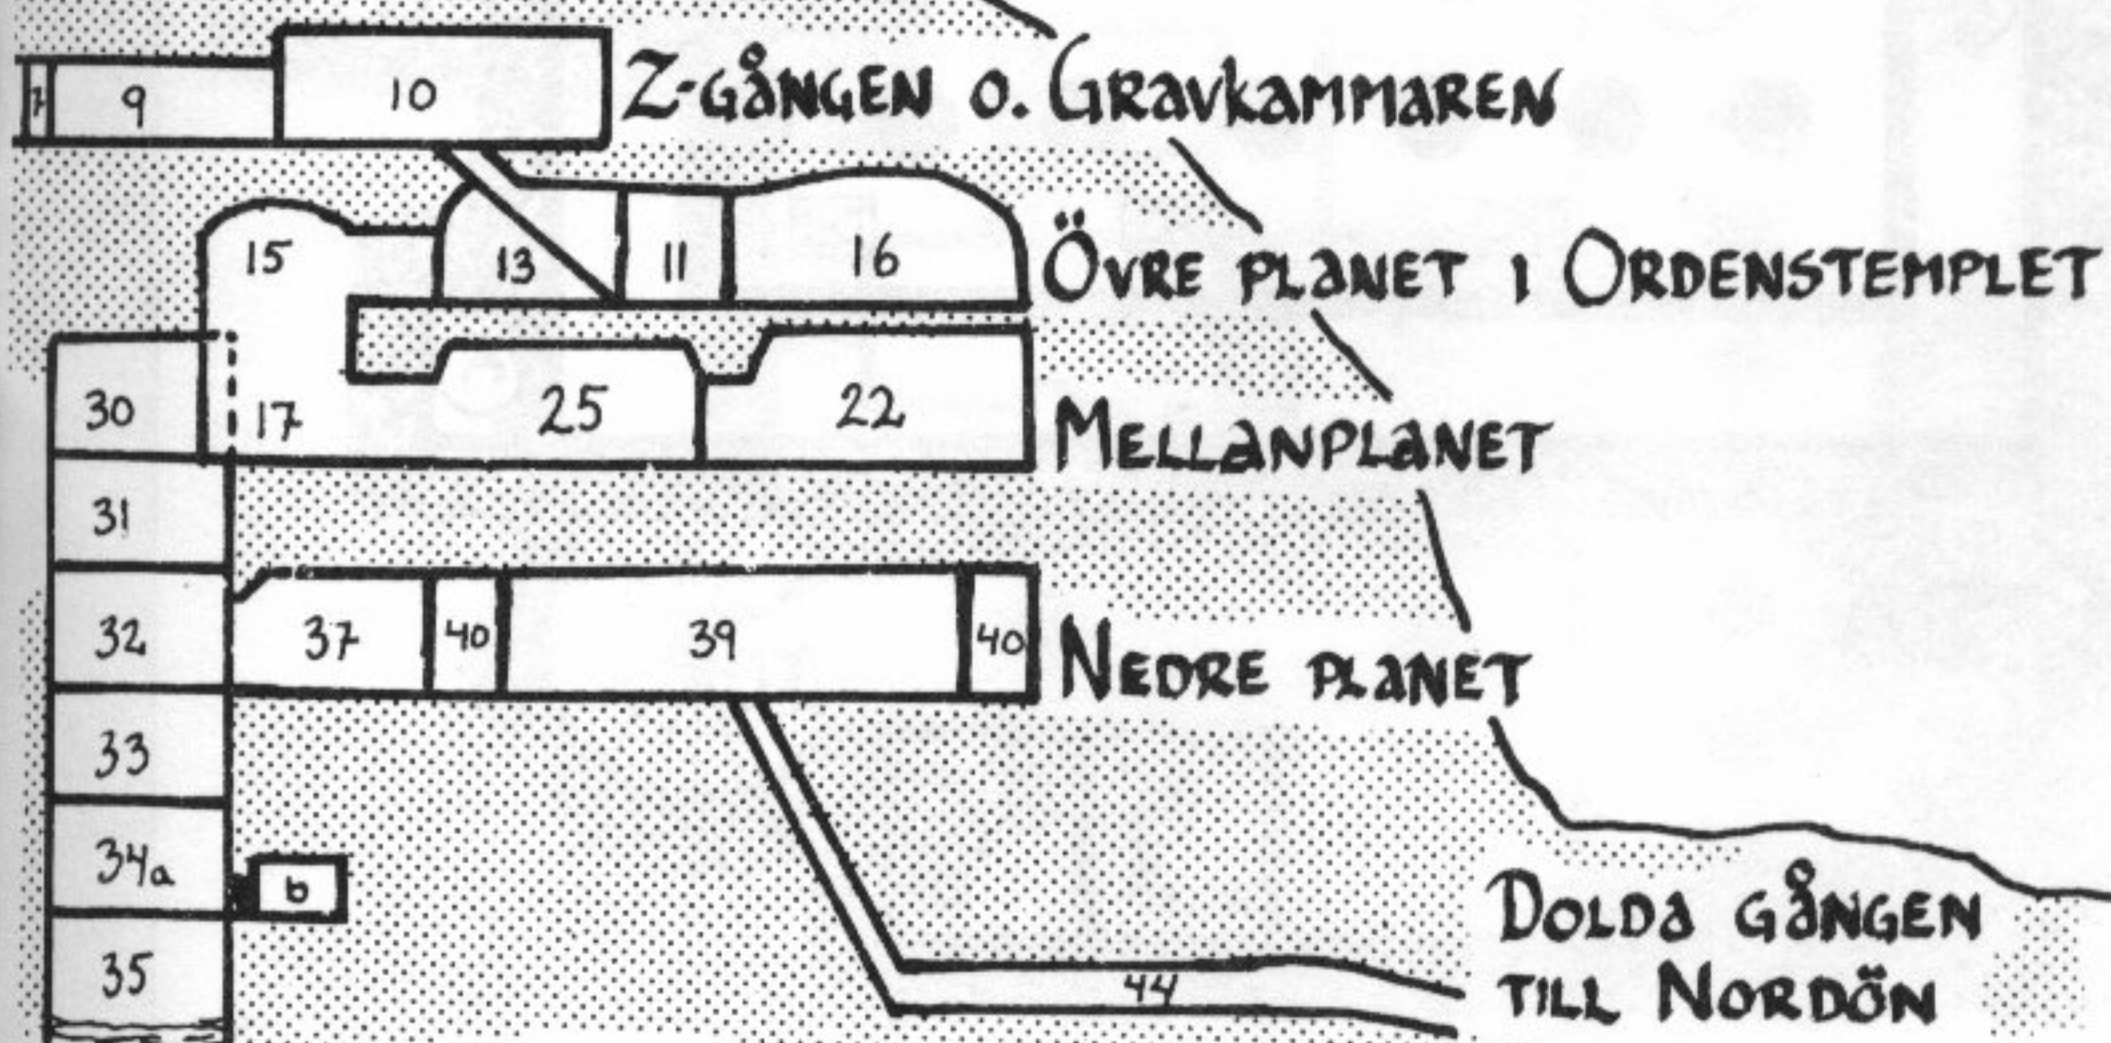 7 9 10 Z-GÅNGEN O. GRAVKAMMAREN
15 13 11 16 ÖVRE PLANET I ORDENSTEMPLET
30 17 25 22 MELLANPLANET
31
32 37 40 39 40 NEDRE PLANET
33
34a b DOLDA GÅNGEN
35 44 TILL NORDÖN